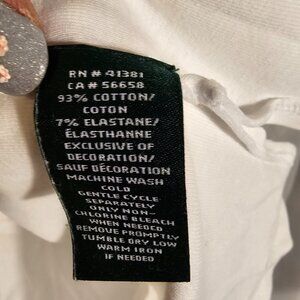 RN # 41381
CA # 56658
93% COTTON/
COTON
7% ELASTANE/
ÉLASTHANNE
EXCLUSIVE OF
DECORATION/
SAUF DÉCORATION
MACHINE WASH
COLD
GENTLE CYCLE
SEPARATELY
ONLY NON-
CHLORINE BLEACH
WHEN NEEDED
REMOVE PROMPTLY
TUMBLE DRY LOW
WARM IRON
IF NEEDED